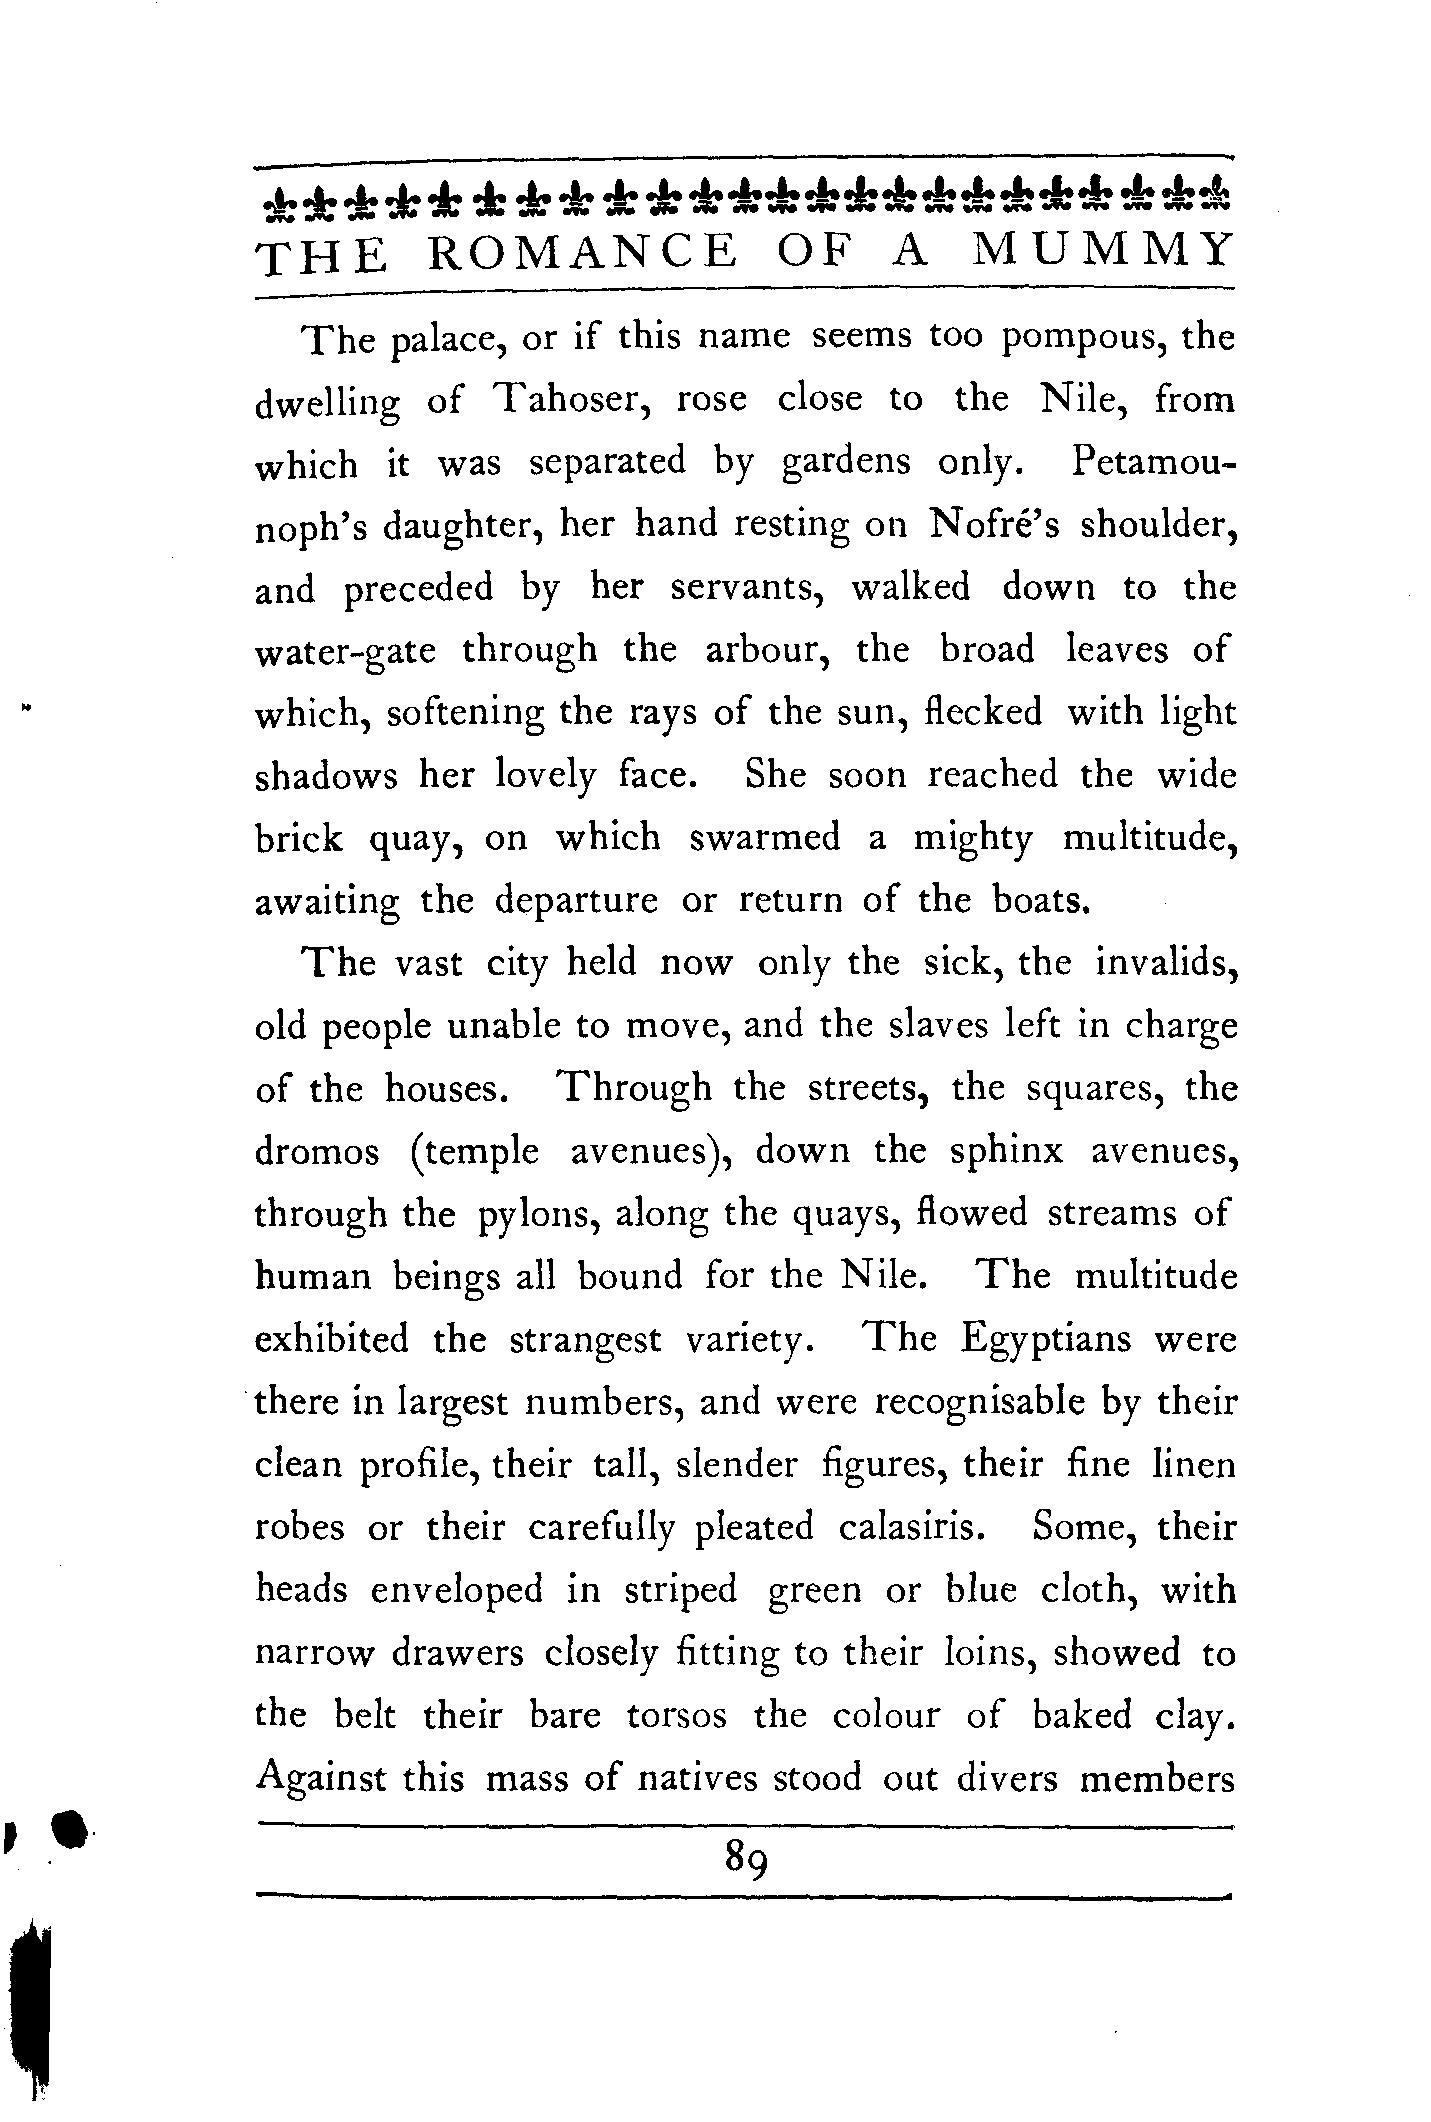 THE ROMANCE OF A MUMMY
The palace, or if this name seems too pompous, the
dwelling of Tahoser, rose close to the Nile, from
which it was separated by gardens only. Petamou-
noph's daughter, her hand resting on Nofré's shoulder,
and preceded by her servants, walked down to the
water-gate through the arbour, the broad leaves of
which, softening the rays of the sun, flecked with light
shadows her lovely face. She soon reached the wide
brick quay, on which swarmed a mighty multitude,
awaiting the departure or return of the boats.
The vast city held now only the sick, the invalids,
old people unable to move, and the slaves left in charge
of the houses. Through the streets, the squares, the
dromos (temple avenues), down the sphinx avenues,
through the pylons, along the quays, flowed streams of
human beings all bound for the Nile. The multitude
exhibited the strangest variety. The Egyptians were
there in largest numbers, and were recognisable by their
clean profile, their tall, slender figures, their fine linen
robes or their carefully pleated calasiris. Some, their
heads enveloped in striped green or blue cloth, with
narrow drawers closely fitting to their loins, showed to
the belt their bare torsos the colour of baked clay.
Against this mass of natives stood out divers members
89